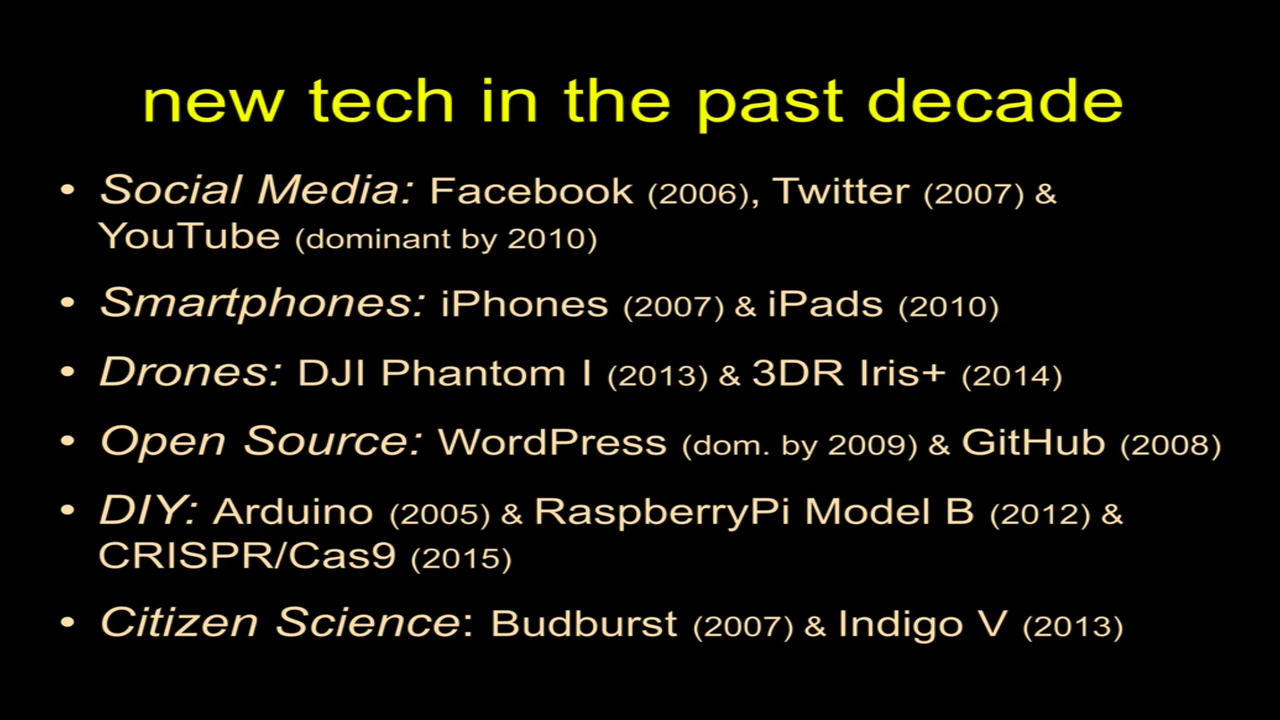 new tech in the past decade
• Social Media: Facebook (2006), Twitter (2007) &
YouTube (dominant by 2010)
• Smartphones: iPhones (2007) & iPads (2010)
• Drones: DJI Phantom I (2013) & 3DR Iris+ (2014)
• Open Source: WordPress (dom. by 2009) & GitHub (2008)
• DIY: Arduino (2005) & RaspberryPi Model B (2012) &
CRISPR/Cas9 (2015)
• Citizen Science: Budburst (2007) & Indigo V (2013)